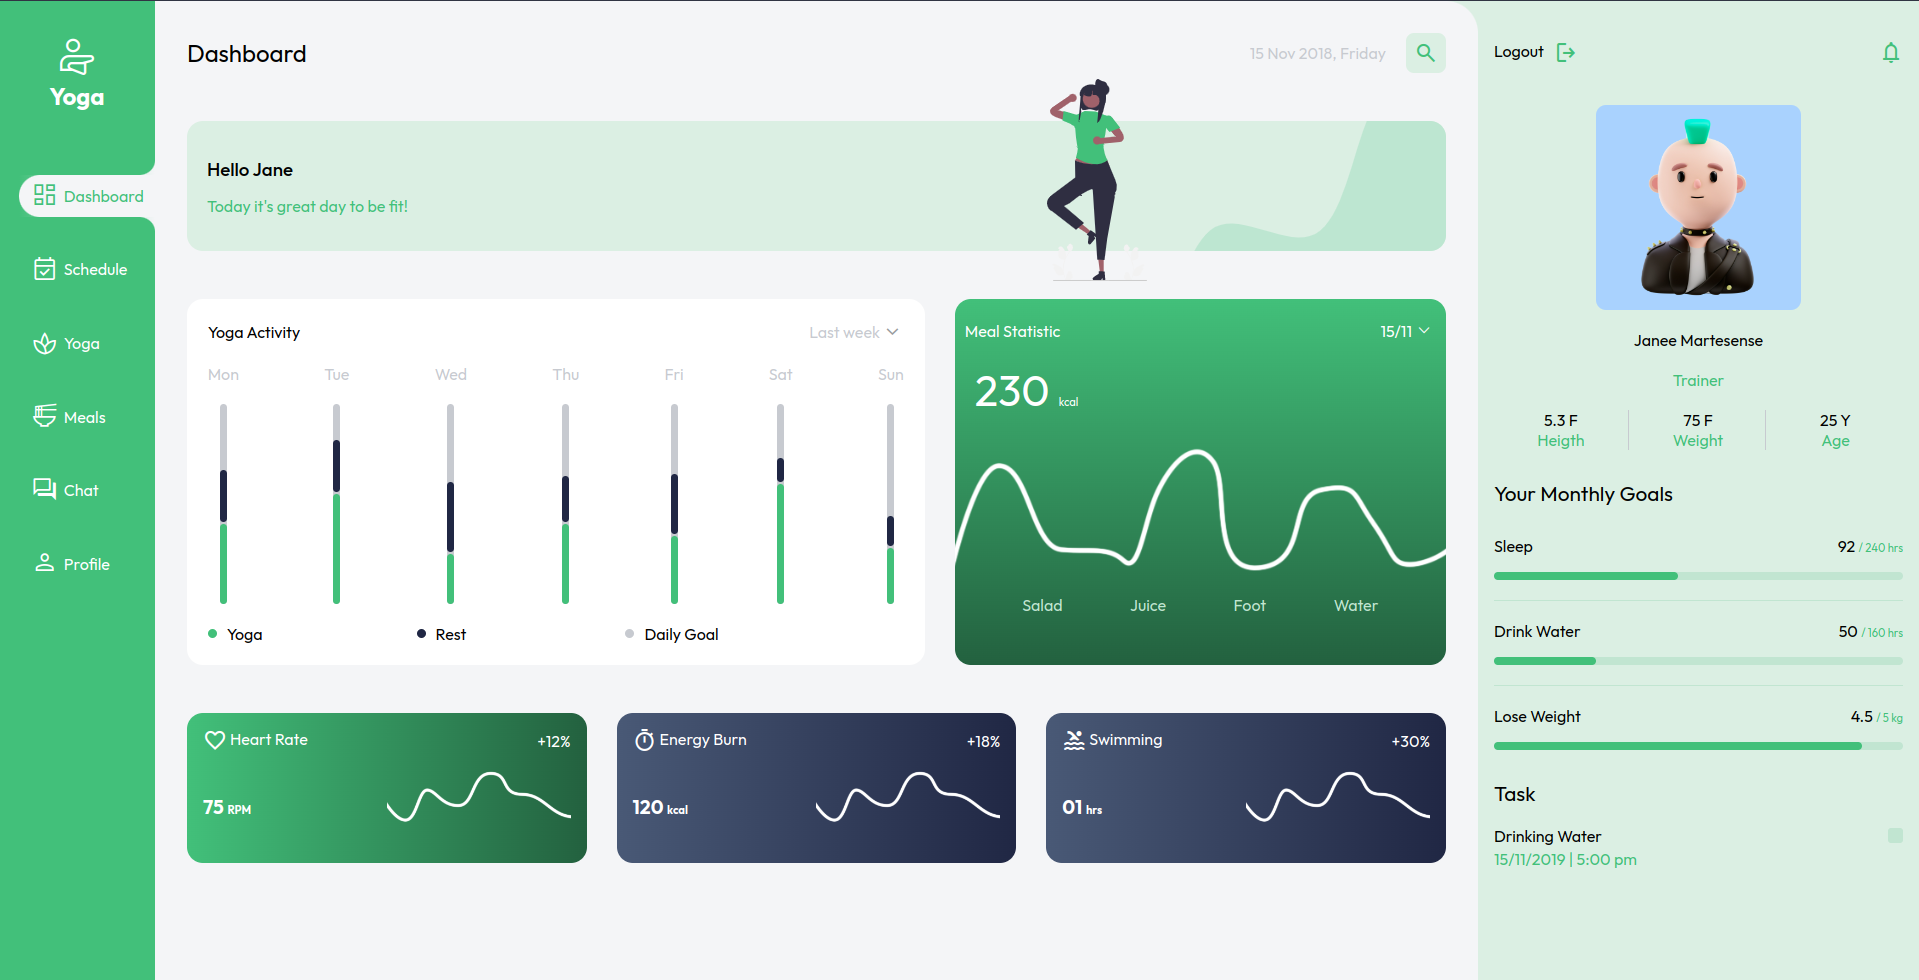 Yoga
Dashboard
Schedule
Yoga
Meals
Chat
Profile
Dashboard
15 Nov 2018, Friday
Hello Jane
Today it's great day to be fit!
Yoga Activity
Last week
Mon Tue Wed Thu Fri Sat Sun
Yoga Rest Daily Goal
Meal Statistic
15/11
230 kcal
Salad Juice Foot Water
Heart Rate
+12%
75 RPM
Energy Burn
+18%
120 kcal
Swimming
+30%
01 hrs
Logout
Janee Martesense
Trainer
5.3 F 75 F 25 Y
Heigth Weight Age
Your Monthly Goals
Sleep 92 / 240 hrs
Drink Water 50 / 160 hrs
Lose Weight 4.5 / 5 kg
Task
Drinking Water
15/11/2019 | 5:00 pm